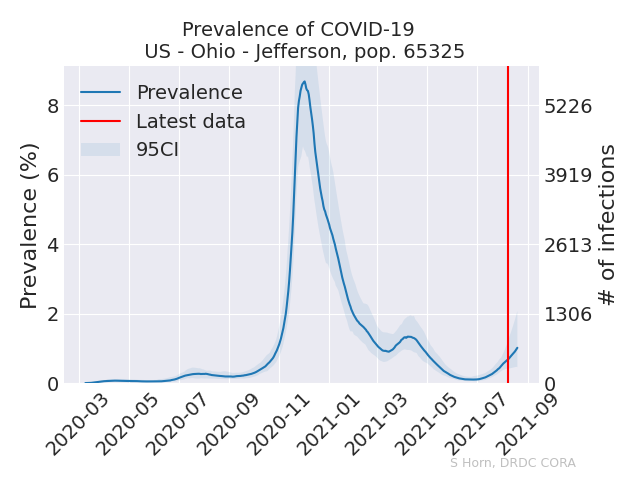 Prevalence of COVID-19
US - Ohio - Jefferson, pop. 65325
Prevalence
Latest data
95CI
Prevalence (%)
8
6
4
2
0
5226
3919
2613
1306
0
# of infections
2020-03
2020-05
2020-07
2020-09
2020-11
2021-01
2021-03
2021-05
2021-07
2021-09
S Horn, DRDC CORA